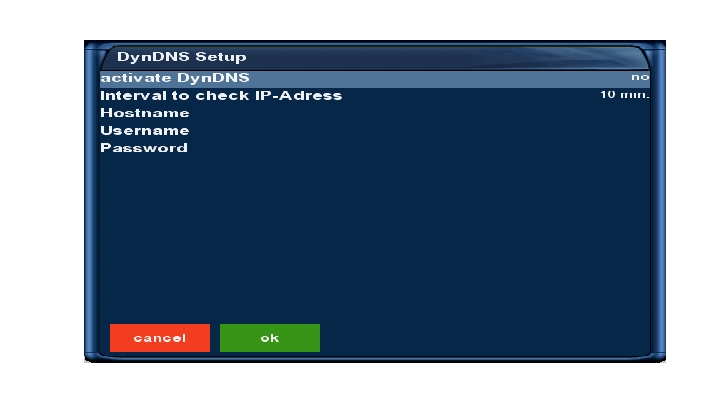 DynDNS Setup
activate DynDNS no
Interval to check IP-Adress 10 min.
Hostname
Username
Password
cancel ok